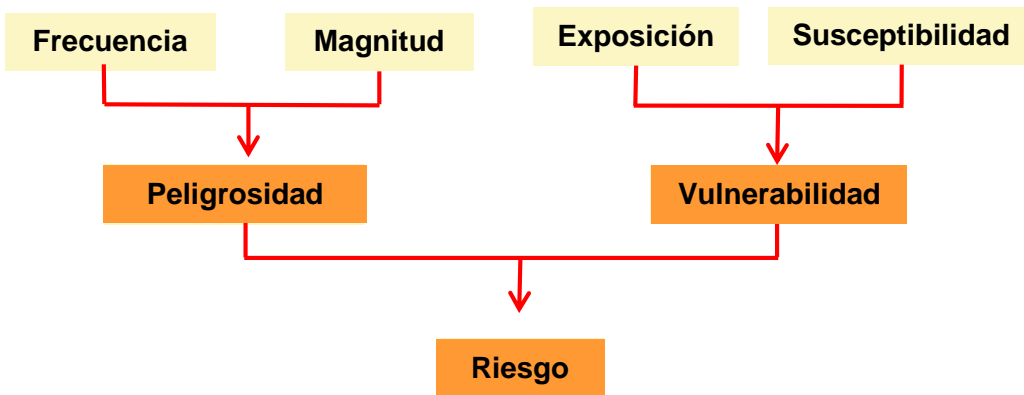 Frecuencia
Magnitud
Exposición
Susceptibilidad
Peligrosidad
Vulnerabilidad
Riesgo